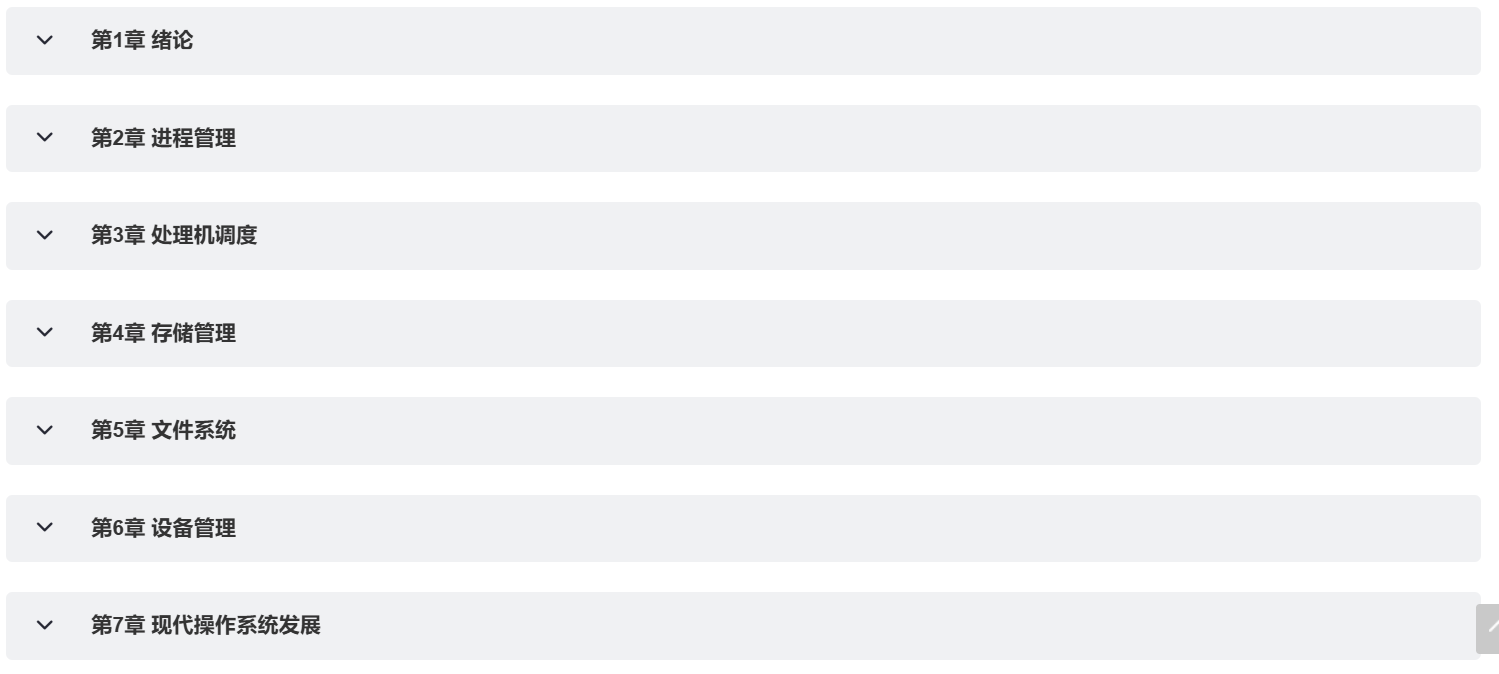 第1章 绪论
第2章 进程管理
第3章 处理机调度
第4章 存储管理
第5章 文件系统
第6章 设备管理
第7章 现代操作系统发展